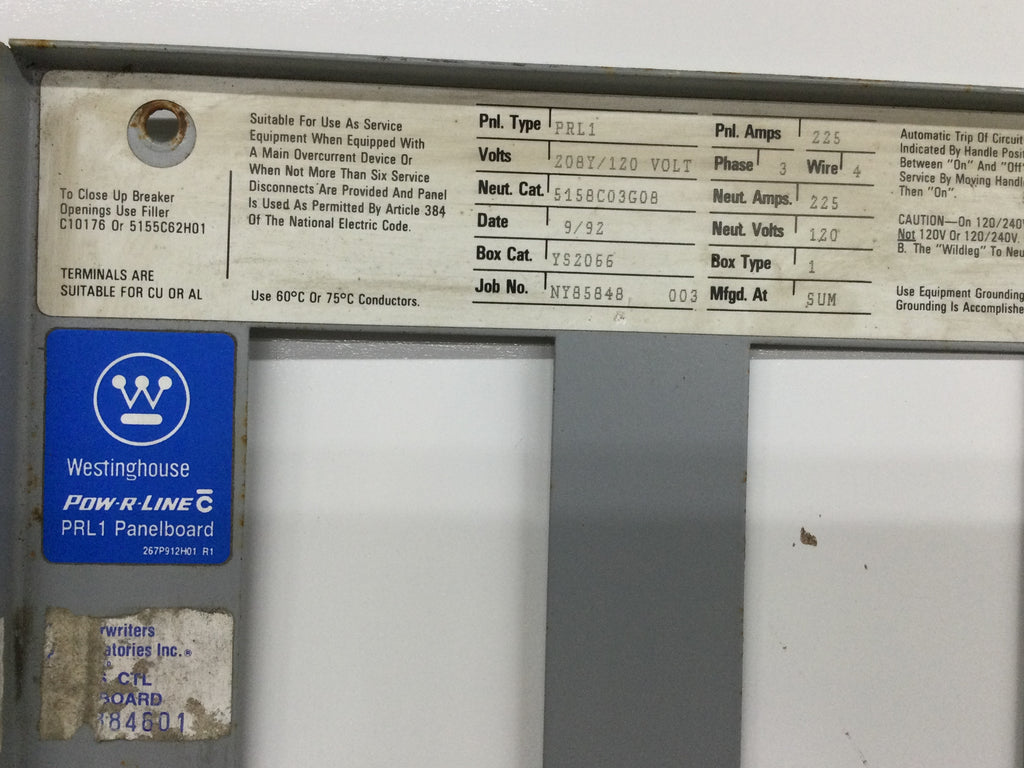 To Close Up Breaker
Openings Use Filler
C10176 Or 5155C62H01
TERMINALS ARE
SUITABLE FOR CU OR AL
Suitable For Use As Service
Equipment When Equipped With
A Main Overcurrent Device Or
When Not More Than Six Service
Disconnects Are Provided And Panel
Is Used As Permitted By Article 384
Of The National Electric Code.
Use 60°C Or 75°C Conductors.
Pnl. Type PRL1
Volts 208Y/120 VOLT
Neut. Cat. 5158C03G08
Date 9/92
Box Cat. YS2066
Job No. NY85848 003
Pnl. Amps 225
Phase 3 Wire 4
Neut. Amps. 225
Neut. Volts 120
Box Type 1
Mfgd. At SUM
Automatic Trip Of Circuit
Indicated By Handle Posi
Between "On" And "Off
Service By Moving Handl
Then "On".
CAUTION—On 120/240
Not 120V Or 120/240V.
B. The "Wildleg" To Neu
Use Equipment Grounding
Grounding Is Accomplishe
W
Westinghouse
POW-R-LINE C
PRL1 Panelboard
267P912H01 R1
rwriters
atories Inc.®
CTL
BOARD
384601